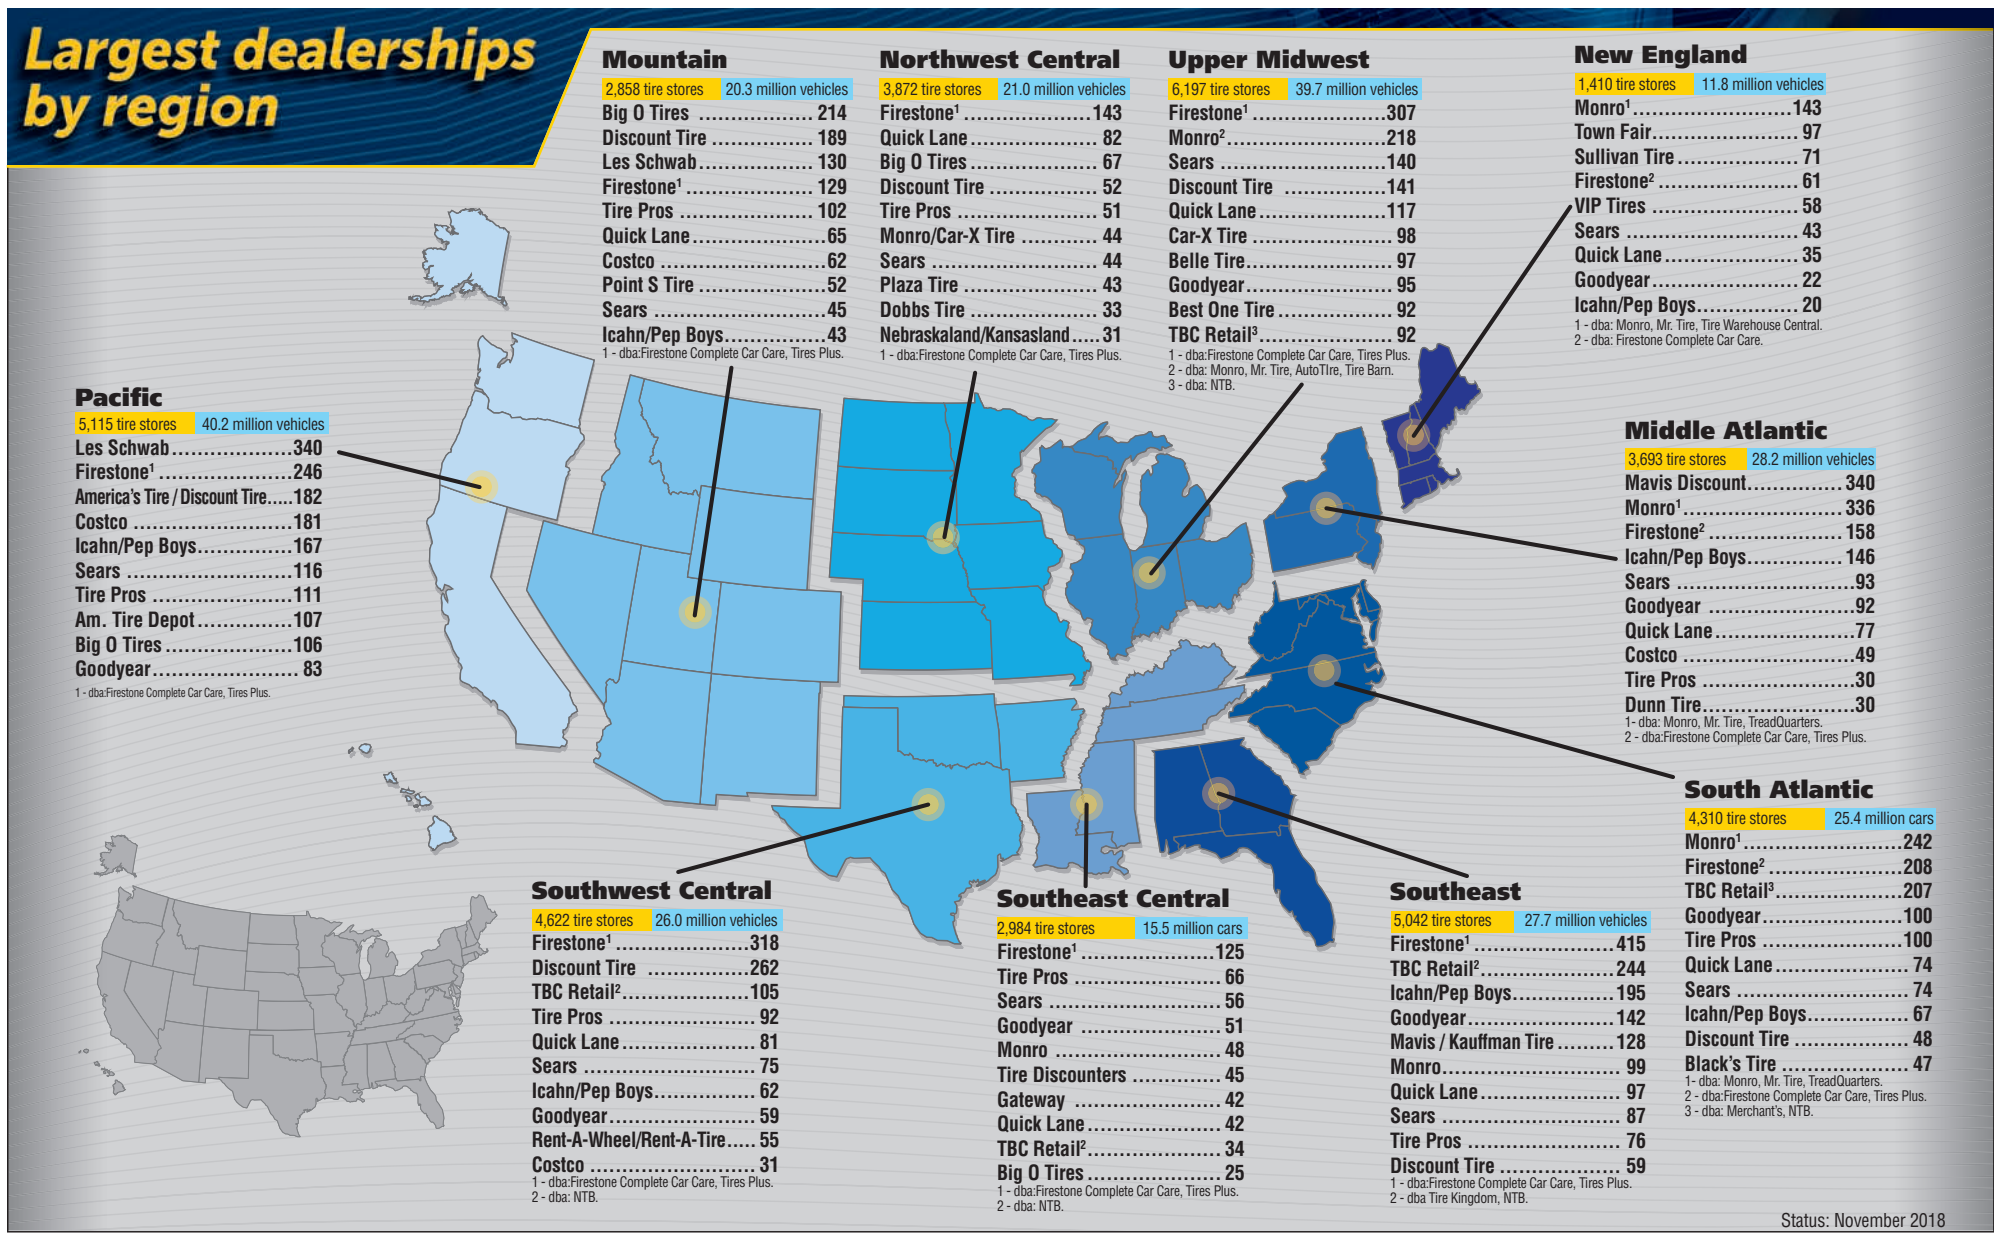 Largest dealerships
by region
Mountain
2,858 tire stores 20.3 million vehicles
Big O Tires .................. 214
Discount Tire ................ 189
Les Schwab.................. 130
Firestone1 .................... 129
Tire Pros ..................... 102
Quick Lane.....................65
Costco ..........................62
Point S Tire ....................52
Sears ............................45
Icahn/Pep Boys................43
1 - dba:Firestone Complete Car Care, Tires Plus.
Northwest Central
3,872 tire stores 21.0 million vehicles
Firestone1 ....................143
Quick Lane.................... 82
Big O Tires .................... 67
Discount Tire ................. 52
Tire Pros ...................... 51
Monro/Car-X Tire ............ 44
Sears .......................... 44
Plaza Tire ..................... 43
Dobbs Tire .................... 33
Nebraskaland/Kansasland..... 31
1 - dba:Firestone Complete Car Care, Tires Plus.
Upper Midwest
6,197 tire stores 39.7 million vehicles
Firestone1 .....................307
Monro2.........................218
Sears ..........................140
Discount Tire ................141
Quick Lane....................117
Car-X Tire ..................... 98
Belle Tire...................... 97
Goodyear...................... 95
Best One Tire ................. 92
TBC Retail3.................... 92
1 - dba:Firestone Complete Car Care, Tires Plus.
2 - dba: Monro, Mr. Tire, AutoTIre, Tire Barn.
3 - dba: NTB.
New England
1,410 tire stores 11.8 million vehicles
Monro1.........................143
Town Fair...................... 97
Sullivan Tire .................. 71
Firestone2 ..................... 61
VIP Tires ...................... 58
Sears .......................... 43
Quick Lane.................... 35
Goodyear...................... 22
Icahn/Pep Boys............... 20
1 - dba: Monro, Mr. Tire, Tire Warehouse Central.
2 - dba: Firestone Complete Car Care.
Pacific
5,115 tire stores 40.2 million vehicles
Les Schwab...................340
Firestone1 .....................246
America's Tire / Discount Tire.....182
Costco .........................181
Icahn/Pep Boys...............167
Sears ..........................116
Tire Pros ......................111
Am. Tire Depot...............107
Big O Tires ....................106
Goodyear...................... 83
1 - dba:Firestone Complete Car Care, Tires Plus.
Middle Atlantic
3,693 tire stores 28.2 million vehicles
Mavis Discount............... 340
Monro1......................... 336
Firestone2 ..................... 158
Icahn/Pep Boys................146
Sears ............................93
Goodyear .......................92
Quick Lane......................77
Costco ..........................49
Tire Pros ........................30
Dunn Tire........................30
1- dba: Monro, Mr. Tire, TreadQuarters.
2 - dba:Firestone Complete Car Care, Tires Plus.
South Atlantic
4,310 tire stores 25.4 million cars
Monro1.........................242
Firestone2 .....................208
TBC Retail3....................207
Goodyear......................100
Tire Pros ......................100
Quick Lane..................... 74
Sears ........................... 74
Icahn/Pep Boys................ 67
Discount Tire .................. 48
Black's Tire .................... 47
1- dba: Monro, Mr. Tire, TreadQuarters.
2 - dba:Firestone Complete Car Care, Tires Plus.
3 - dba: Merchant's, NTB.
Southwest Central
4,622 tire stores 26.0 million vehicles
Firestone1 .....................318
Discount Tire ................262
TBC Retail2....................105
Tire Pros ....................... 92
Quick Lane..................... 81
Sears ........................... 75
Icahn/Pep Boys................ 62
Goodyear....................... 59
Rent-A-Wheel/Rent-A-Tire..... 55
Costco .......................... 31
1 - dba:Firestone Complete Car Care, Tires Plus.
2 - dba: NTB.
Southeast Central
2,984 tire stores 15.5 million cars
Firestone1 .....................125
Tire Pros ....................... 66
Sears ........................... 56
Goodyear ....................... 51
Monro ........................... 48
Tire Discounters .............. 45
Gateway ........................ 42
Quick Lane..................... 42
TBC Retail2..................... 34
Big O Tires ..................... 25
1 - dba:Firestone Complete Car Care, Tires Plus.
2 - dba: NTB.
Southeast
5,042 tire stores 27.7 million vehicles
Firestone1 ..................... 415
TBC Retail2.................... 244
Icahn/Pep Boys................ 195
Goodyear....................... 142
Mavis / Kauffman Tire ......... 128
Monro........................... 99
Quick Lane..................... 97
Sears ........................... 87
Tire Pros ....................... 76
Discount Tire .................. 59
1 - dba:Firestone Complete Car Care, Tires Plus.
2 - dba Tire Kingdom, NTB.
Status: November 2018